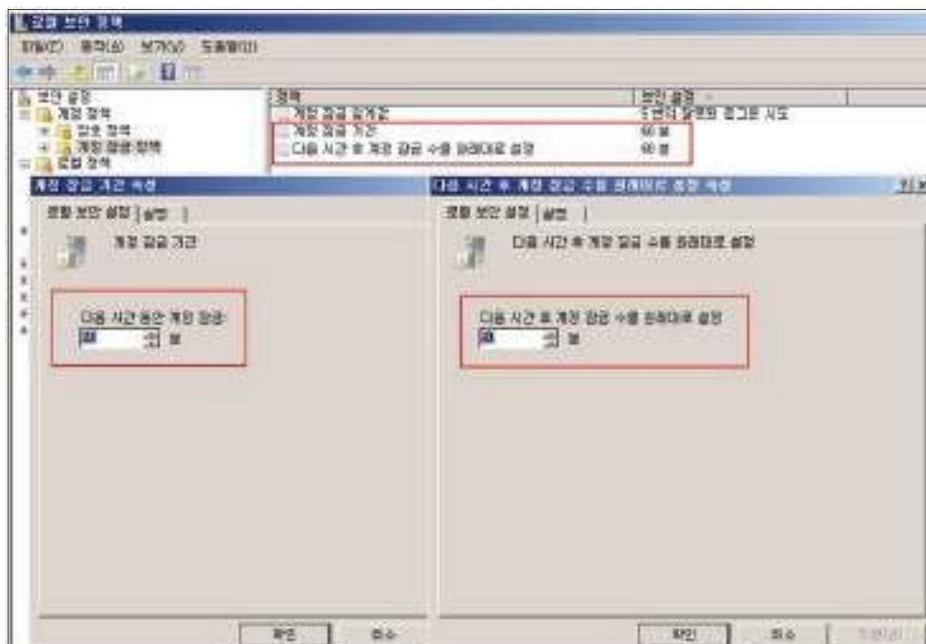 로컬 보안 정책
파일(F) 동작(A) 보기(V) 도움말(H)
보안 설정
계정 정책
암호 정책
계정 잠금 정책
로컬 정책
정책
보안 설정
계정 잠금 임계값
5번의 잘못된 로그온 시도
계정 잠금 기간
60 분
다음 시간 후 계정 잠금 수를 원래대로 설정
60 분
계정 잠금 기간 속성
로컬 보안 설정
설명
계정 잠금 기간
다음 시간 동안 계정 잠금:
분
확인
취소
다음 시간 후 계정 잠금 수를 원래대로 설정 속성
로컬 보안 설정
설명
다음 시간 후 계정 잠금 수를 원래대로 설정
다음 시간 후 계정 잠금 수를 원래대로 설정
분
확인
취소